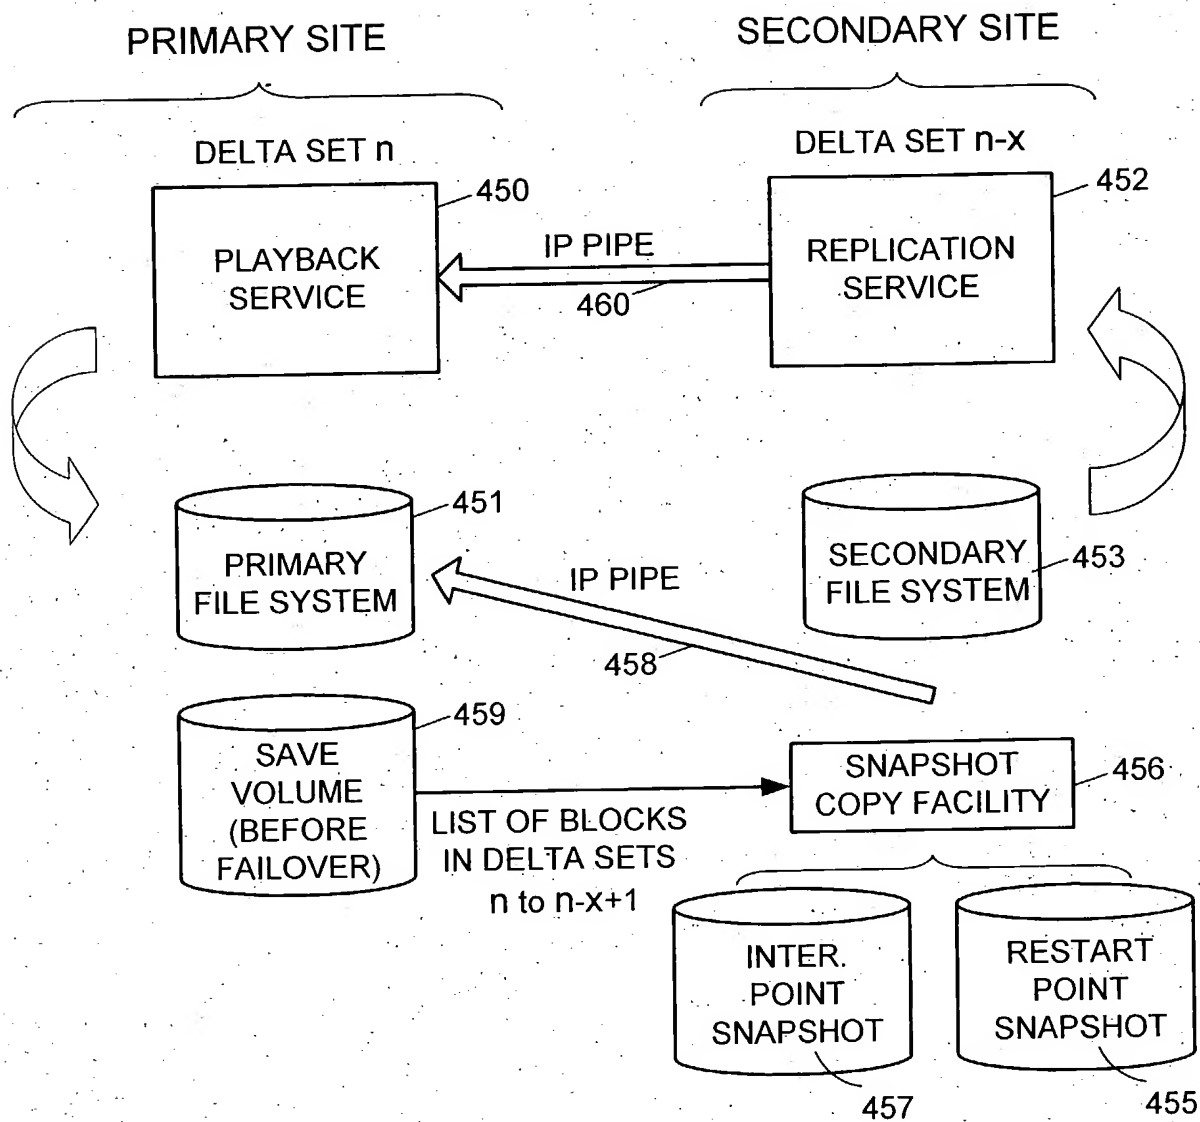 PRIMARY SITE
SECONDARY SITE
DELTA SET n
DELTA SET n-x
450
452
PLAYBACK
SERVICE
IP PIPE
460
REPLICATION
SERVICE
451
PRIMARY
FILE SYSTEM
IP PIPE
458
SECONDARY
FILE SYSTEM
453
459
SAVE
VOLUME
(BEFORE
FAILOVER)
LIST OF BLOCKS
IN DELTA SETS
n to n-x+1
SNAPSHOT
COPY FACILITY
456
INTER.
POINT
SNAPSHOT
457
RESTART
POINT
SNAPSHOT
455